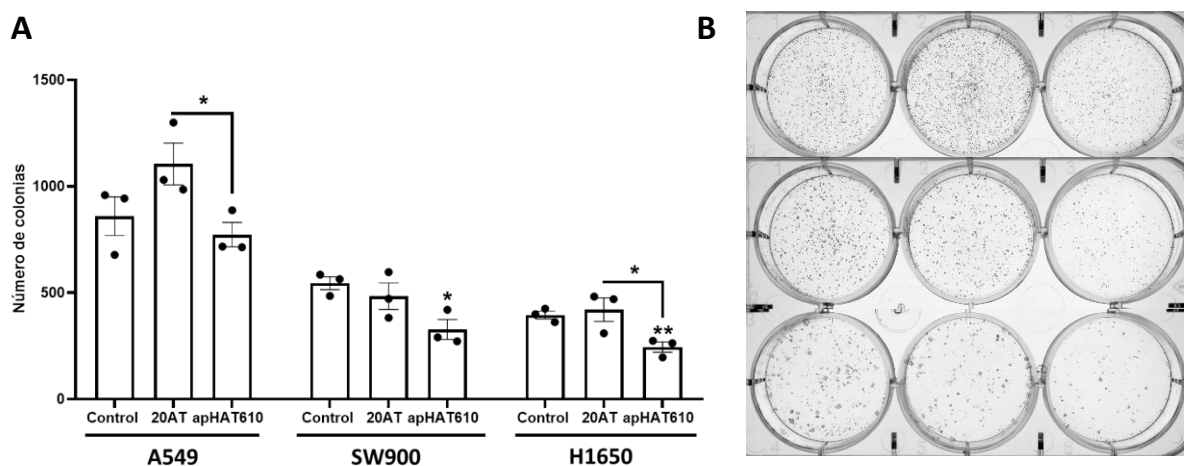 A
B
Número de colonias
1500
1000
500
0
*
*
*
**
Control 20AT apHAT610
Control 20AT apHAT610
Control 20AT apHAT610
A549
SW900
H1650